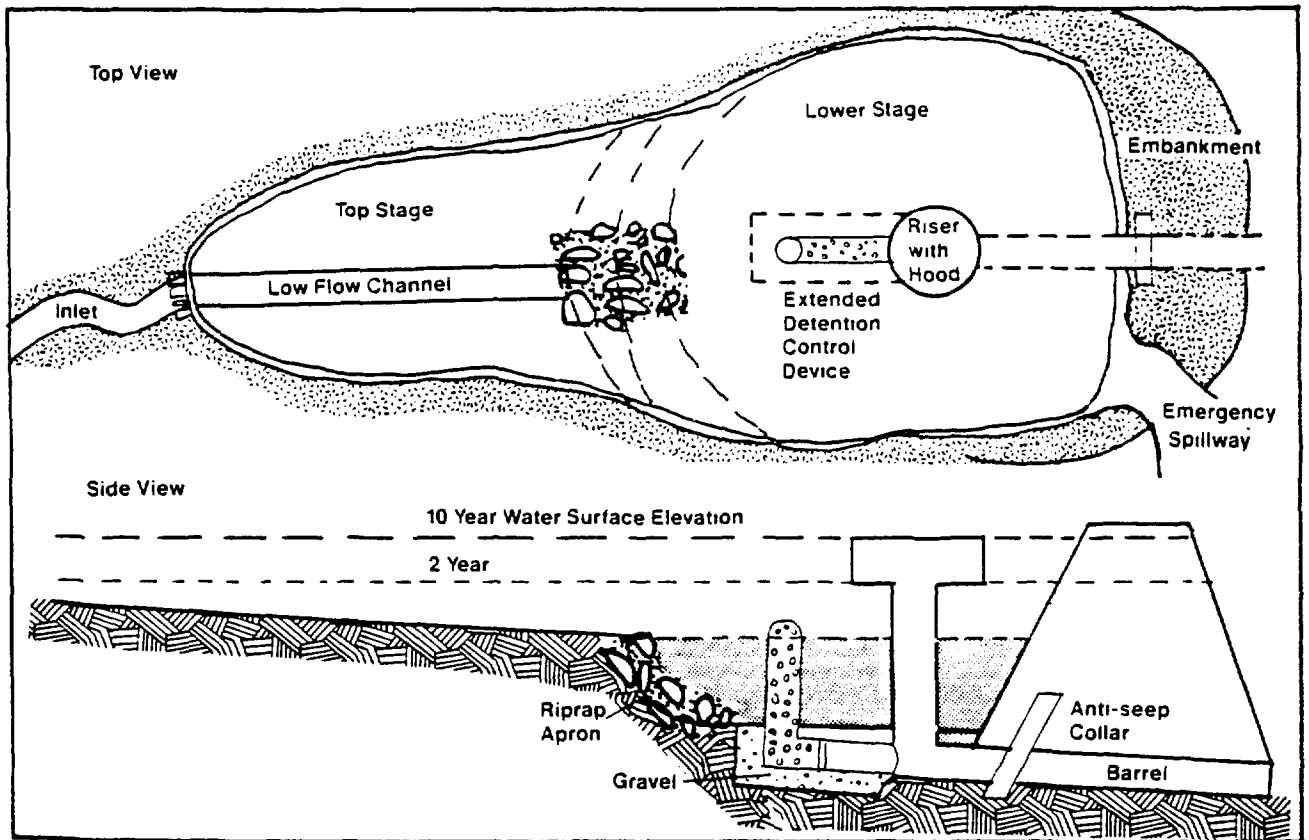 Top View
Lower Stage
Embankment
Top Stage
Riser
with
Hood
Low Flow Channel
Inlet
Extended
Detention
Control
Device
Emergency
Spillway
Side View
10 Year Water Surface Elevation
2 Year
Riprap
Apron
Anti-seep
Collar
Gravel
Barrel